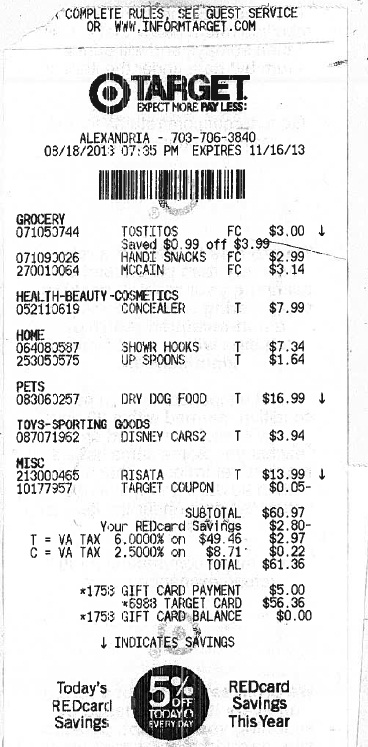 COMPLETE RULES, SEE GUEST SERVICE
OR WWW.INFORMTARGET.COM
TARGET
EXPECT MORE PAY LESS:
ALEXANDRIA - 703-706-3840
08/18/2013 07:35 PM EXPIRES 11/16/13
GROCERY
071050744 TOSTITOS FC $3.00 ↓
Saved $0.99 off $3.99
071090026 HANDI SNACKS FC $2.99
270010064 MCCAIN FC $3.14
HEALTH-BEAUTY-COSMETICS
052110619 CONCEALER T $7.99
HOME
064080587 SHOWR HOOKS T $7.34
253050575 UP SPOONS T $1.64
PETS
083060257 DRY DOG FOOD T $16.99 ↓
TOYS-SPORTING GOODS
087071962 DISNEY CARS2 T $3.94
MISC
213000465 RISATA T $13.99 ↓
10177957 TARGET COUPON $0.05-
SUBTOTAL $60.97
Your REDcard Savings $2.80-
T = VA TAX 6.0000% on $49.46 $2.97
C = VA TAX 2.5000% on $8.71 $0.22
TOTAL $61.36
*1758 GIFT CARD PAYMENT $5.00
*6988 TARGET CARD $56.36
*1758 GIFT CARD BALANCE $0.00
↓ INDICATES SAVINGS
Today's REDcard Savings
5% OFF TODAY & EVERY DAY
REDcard Savings This Year